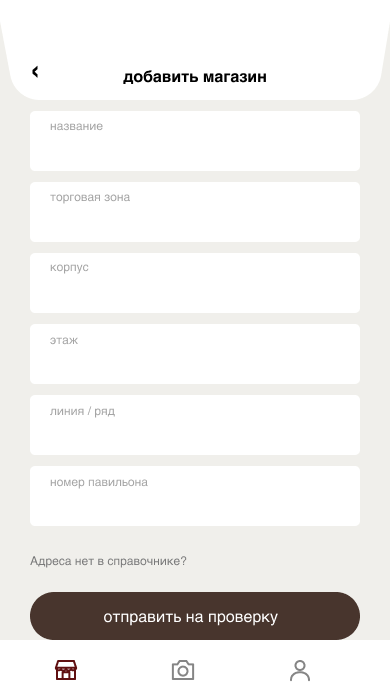 добавить магазин
название
торговая зона
корпус
этаж
линия / ряд
номер павильона
Адреса нет в справочнике?
отправить на проверку